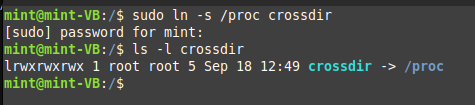 mint@mint-VB:/$ sudo ln -s /proc crossdir
[sudo] password for mint:
mint@mint-VB:/$ ls -l crossdir
lrwxrwxrwx 1 root root 5 Sep 18 12:49 crossdir -> /proc
mint@mint-VB:/$